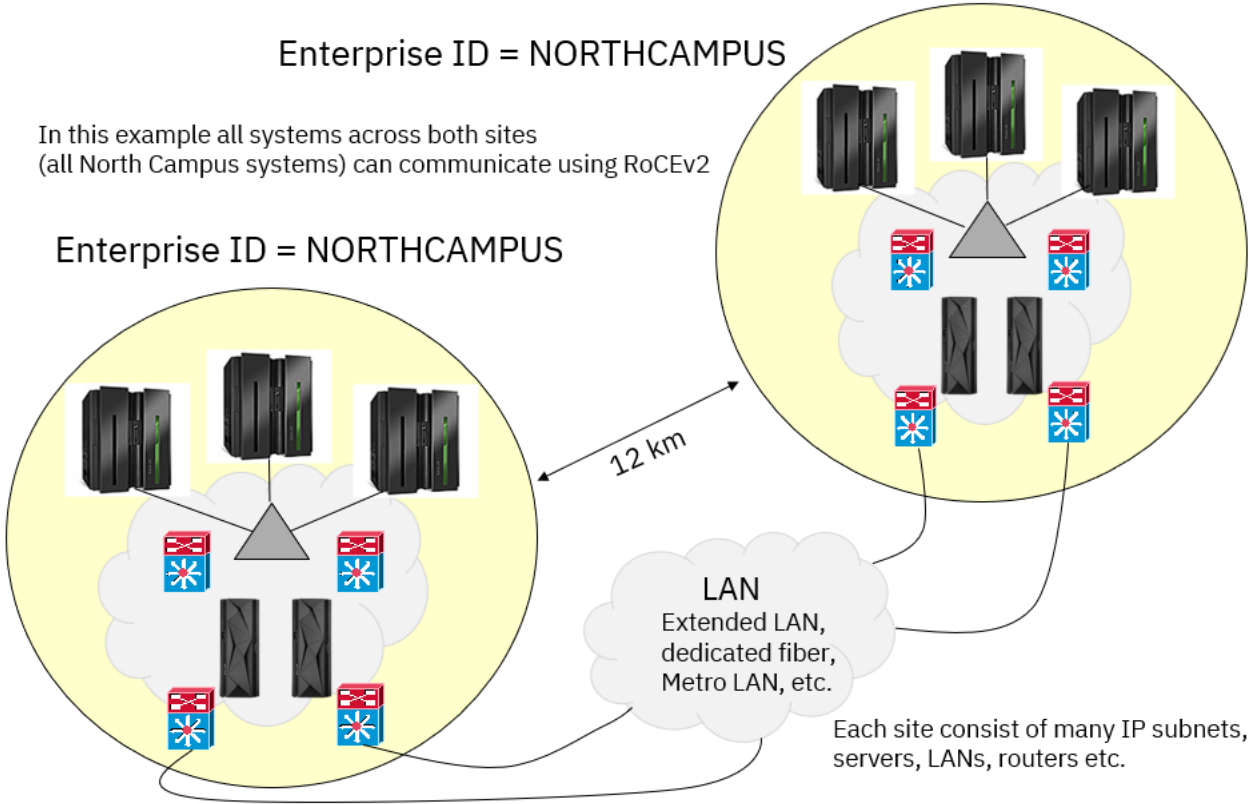 Enterprise ID = NORTHCAMPUS
In this example all systems across both sites
(all North Campus systems) can communicate using RoCEv2
Enterprise ID = NORTHCAMPUS
12 km
LAN
Extended LAN,
dedicated fiber,
Metro LAN, etc.
Each site consist of many IP subnets,
servers, LANs, routers etc.